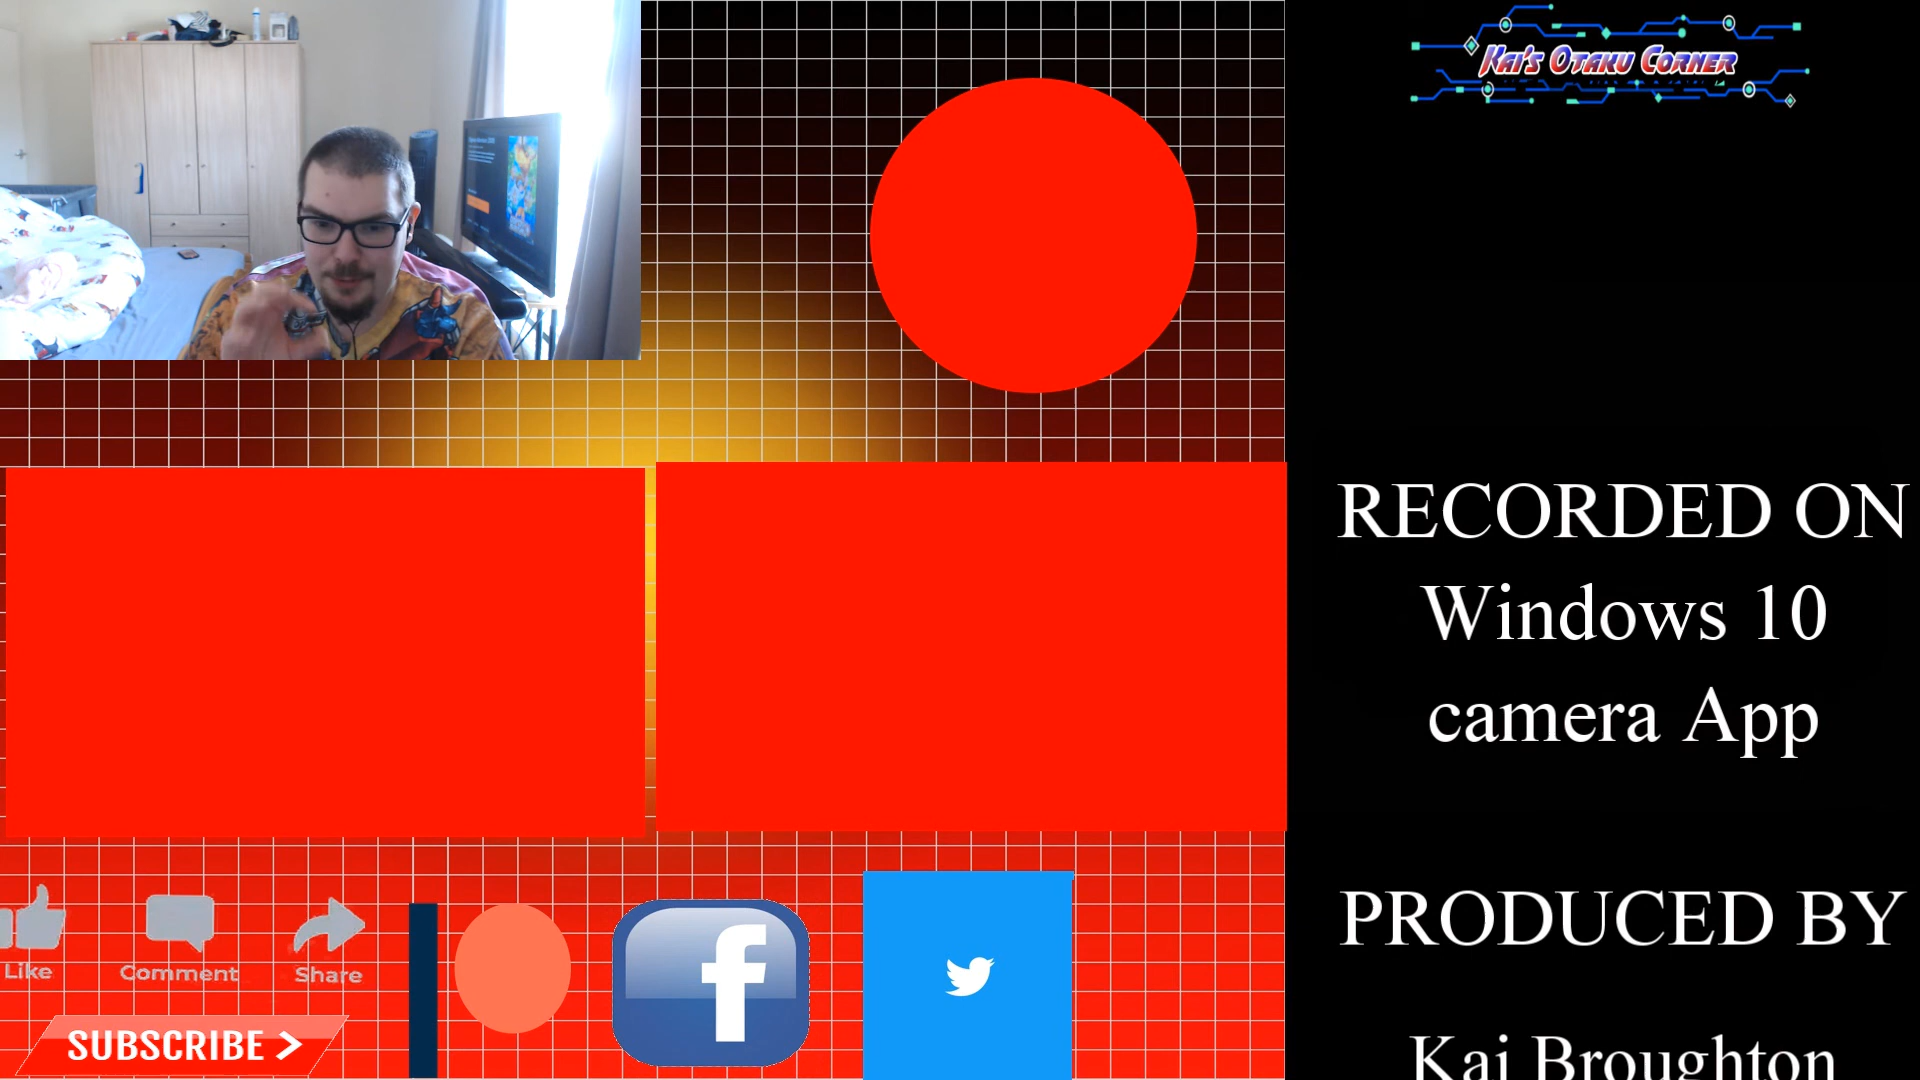 Kai's Otaku Corner
RECORDED ON
Windows 10
camera App
PRODUCED BY
Kai Broughton
Like
Comment
Share
SUBSCRIBE >
f